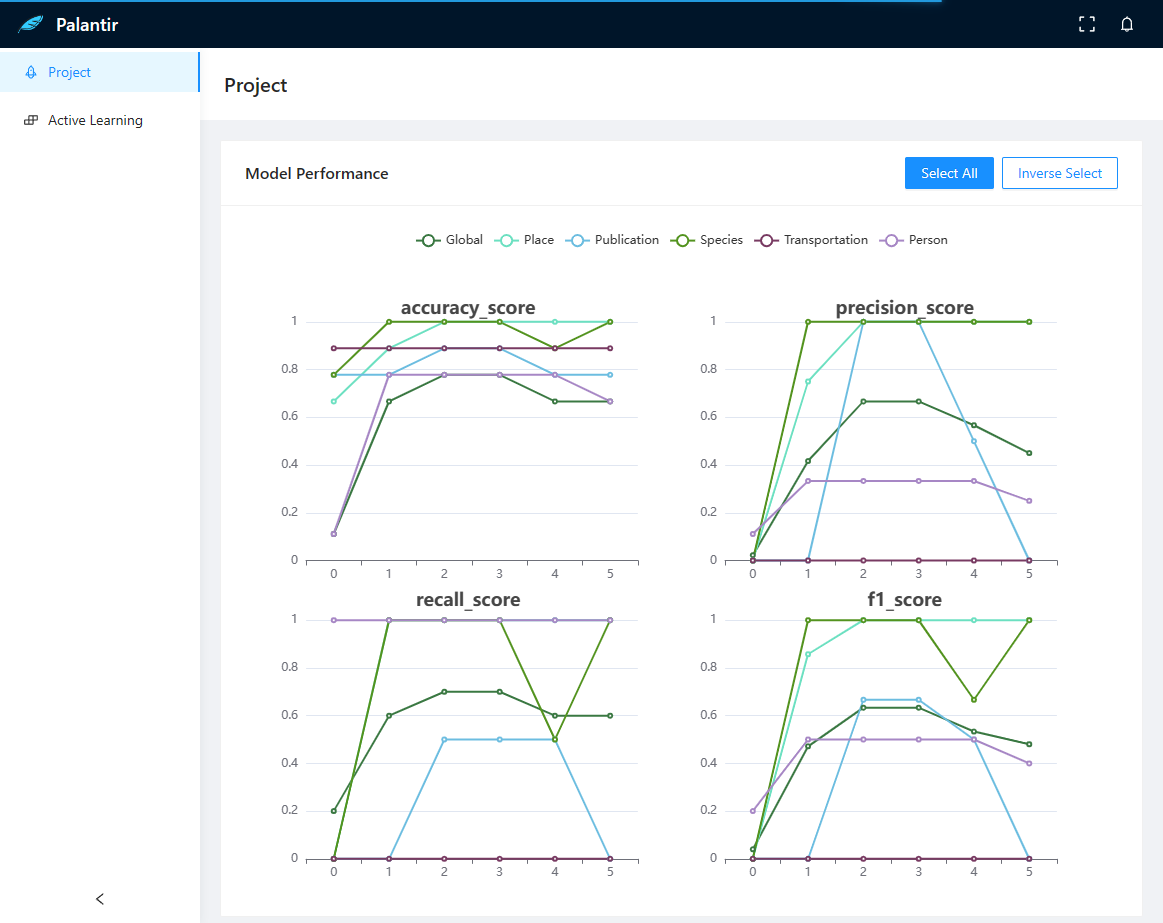 Palantir
Project
Active Learning
Project
Model Performance
Select All
Inverse Select
Global Place Publication Species Transportation Person
accuracy_score
1
0.8
0.6
0.4
0.2
0
0 1 2 3 4 5
precision_score
1
0.8
0.6
0.4
0.2
0
0 1 2 3 4 5
recall_score
1
0.8
0.6
0.4
0.2
0
0 1 2 3 4 5
f1_score
1
0.8
0.6
0.4
0.2
0
0 1 2 3 4 5